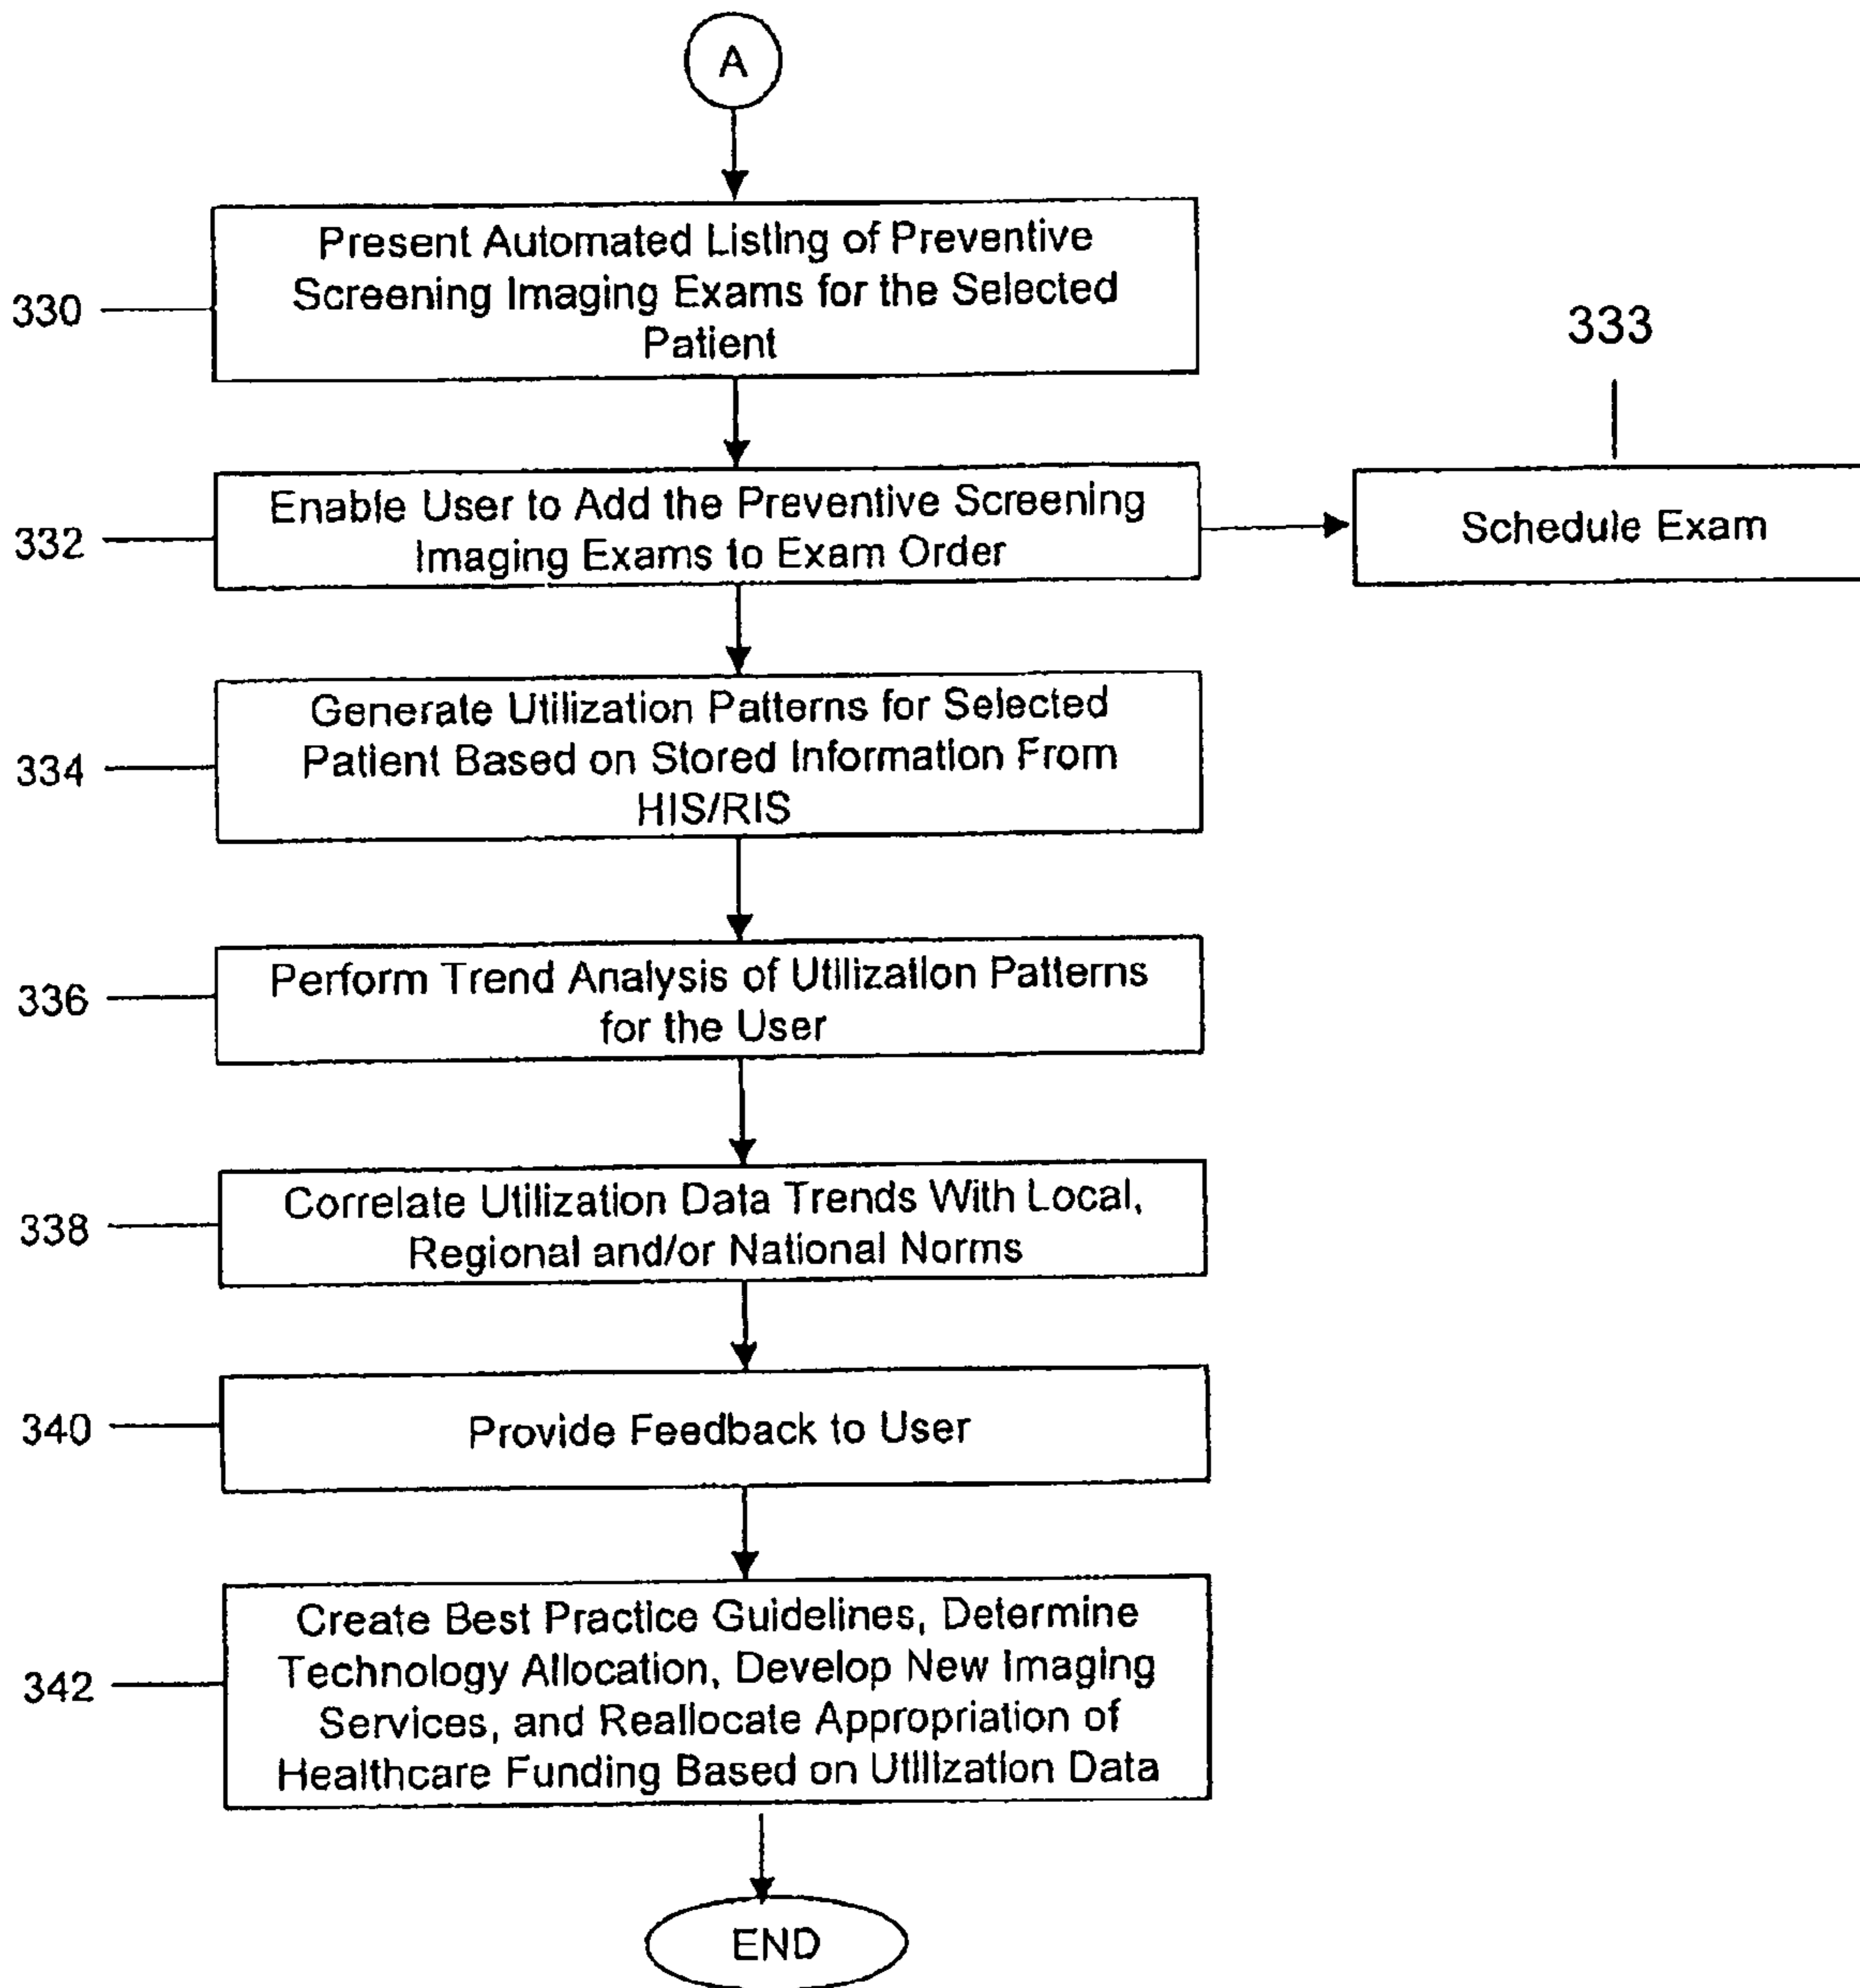 A
330
Present Automated Listing of Preventive
Screening Imaging Exams for the Selected
Patient
333
332
Enable User to Add the Preventive Screening
Imaging Exams to Exam Order
Schedule Exam
334
Generate Utilization Patterns for Selected
Patient Based on Stored Information From
HIS/RIS
336
Perform Trend Analysis of Utilization Patterns
for the User
338
Correlate Utilization Data Trends With Local,
Regional and/or National Norms
340
Provide Feedback to User
342
Create Best Practice Guidelines, Determine
Technology Allocation, Develop New Imaging
Services, and Reallocate Appropriation of
Healthcare Funding Based on Utilization Data
END